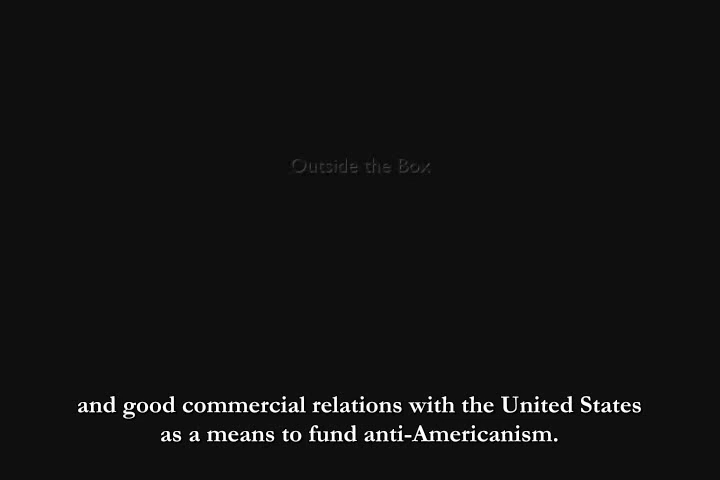 Outside the Box
and good commercial relations with the United States
as a means to fund anti-Americanism.